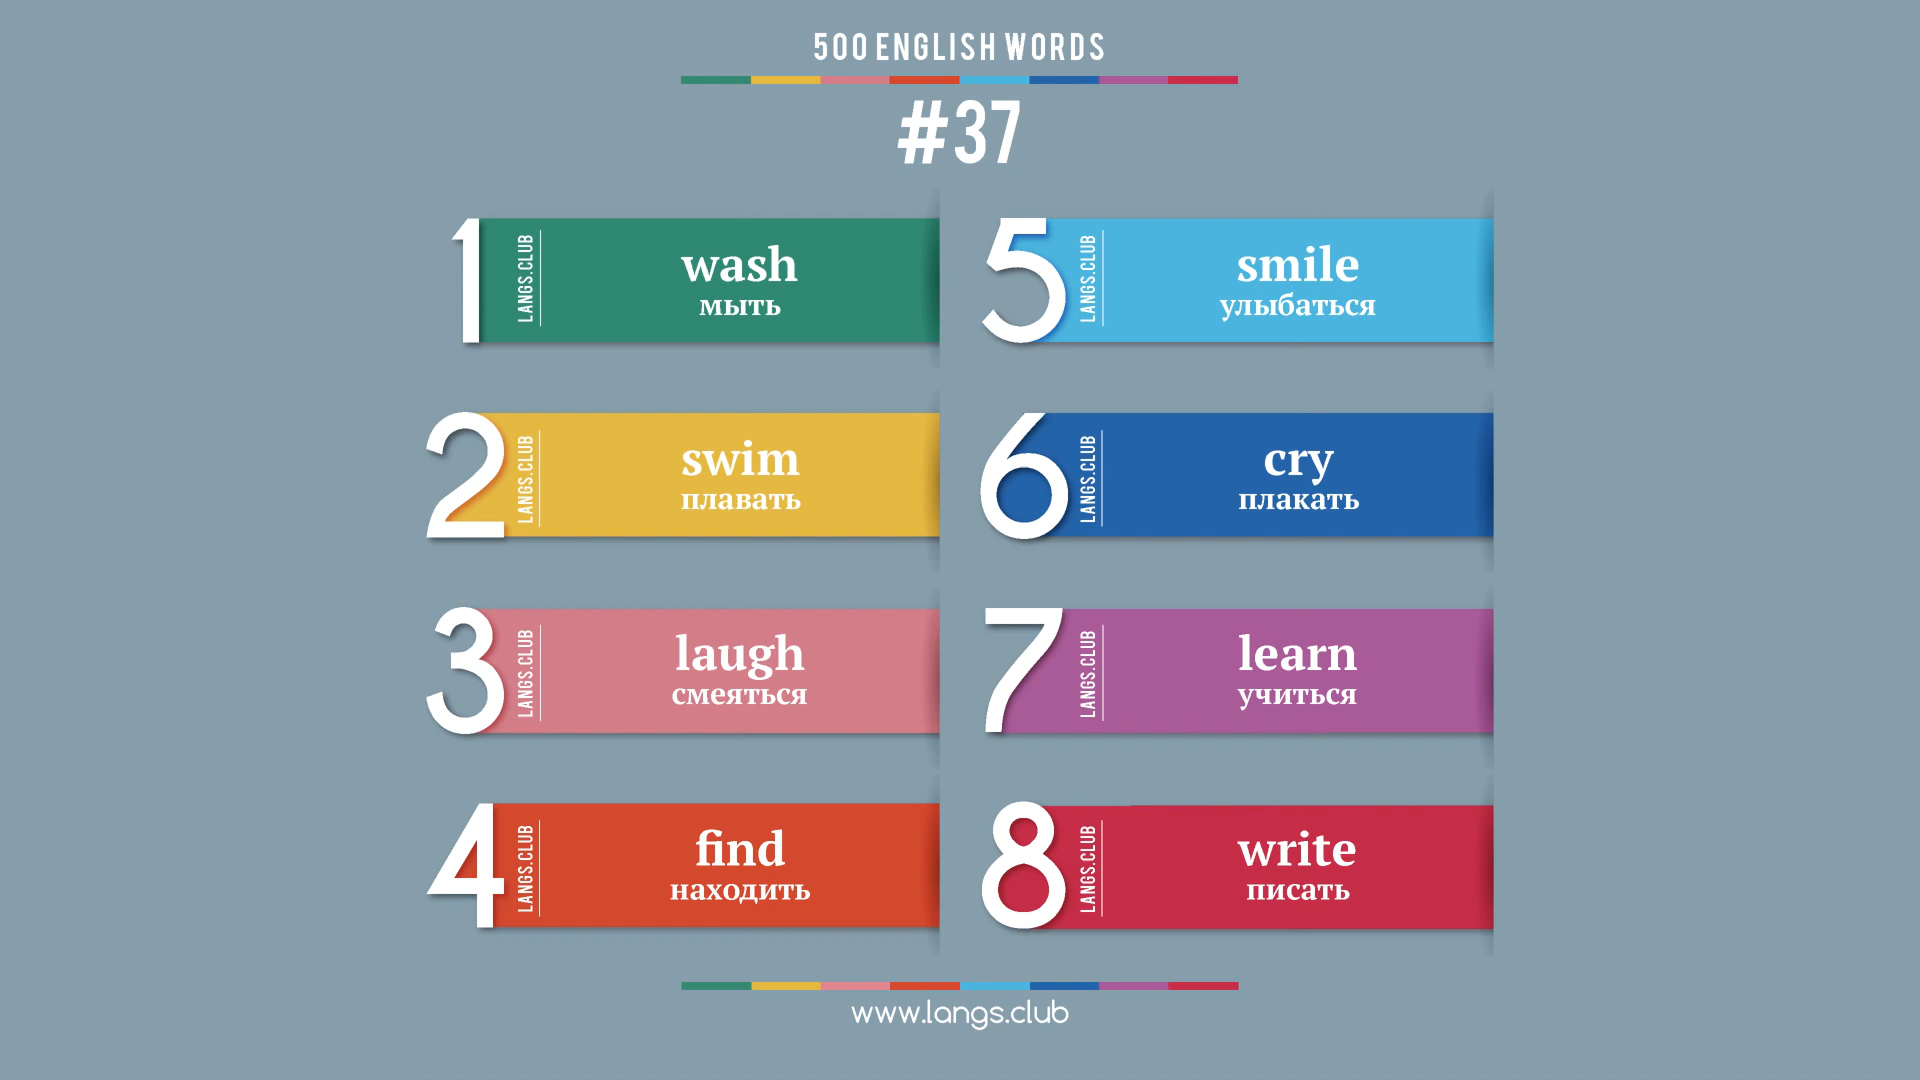 500 ENGLISH WORDS
#37
1
LANGS.CLUB
wash
мыть
2
LANGS.CLUB
swim
плавать
3
LANGS.CLUB
laugh
смеяться
4
LANGS.CLUB
find
находить
5
LANGS.CLUB
smile
улыбаться
6
LANGS.CLUB
cry
плакать
7
LANGS.CLUB
learn
учиться
8
LANGS.CLUB
write
писать
www.langs.club